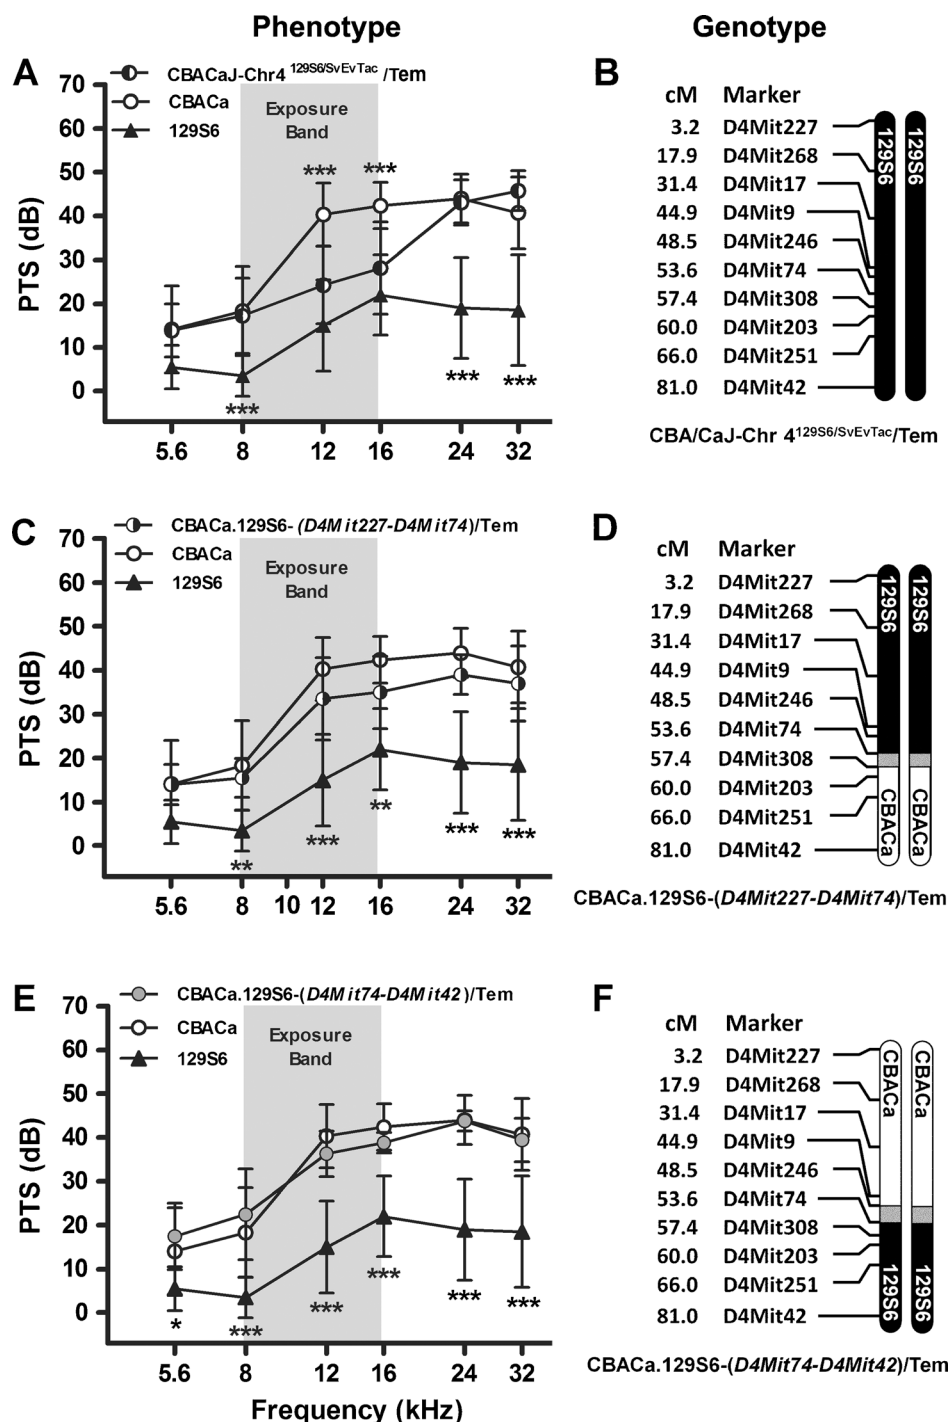 Phenotype
Genotype
A
CBACaJ-Chr4 129S6/SvEvTac /Tem
CBACa
129S6
Exposure
Band
PTS (dB)
70
60
50
40
30
20
10
0
***
***
***
***
***
5.6 8 12 16 24 32
B
cM Marker
3.2 D4Mit227
17.9 D4Mit268
31.4 D4Mit17
44.9 D4Mit9
48.5 D4Mit246
53.6 D4Mit74
57.4 D4Mit308
60.0 D4Mit203
66.0 D4Mit251
81.0 D4Mit42
129S6
129S6
CBA/CaJ-Chr 4129S6/SvEvTac/Tem
C
CBACa.129S6-(D4Mit227-D4Mit74)/Tem
CBACa
129S6
Exposure
Band
PTS (dB)
70
60
50
40
30
20
10
0
**
***
**
***
***
5.6 8 10 12 16 24 32
D
cM Marker
3.2 D4Mit227
17.9 D4Mit268
31.4 D4Mit17
44.9 D4Mit9
48.5 D4Mit246
53.6 D4Mit74
57.4 D4Mit308
60.0 D4Mit203
66.0 D4Mit251
81.0 D4Mit42
129S6
129S6
CBACa
CBACa
CBACa.129S6-(D4Mit227-D4Mit74)/Tem
E
CBACa.129S6-(D4Mit74-D4Mit42)/Tem
CBACa
129S6
Exposure
Band
PTS (dB)
70
60
50
40
30
20
10
0
*
***
***
***
***
***
5.6 8 12 16 24 32
Frequency (kHz)
F
cM Marker
3.2 D4Mit227
17.9 D4Mit268
31.4 D4Mit17
44.9 D4Mit9
48.5 D4Mit246
53.6 D4Mit74
57.4 D4Mit308
60.0 D4Mit203
66.0 D4Mit251
81.0 D4Mit42
CBACa
CBACa
129S6
129S6
CBACa.129S6-(D4Mit74-D4Mit42)/Tem